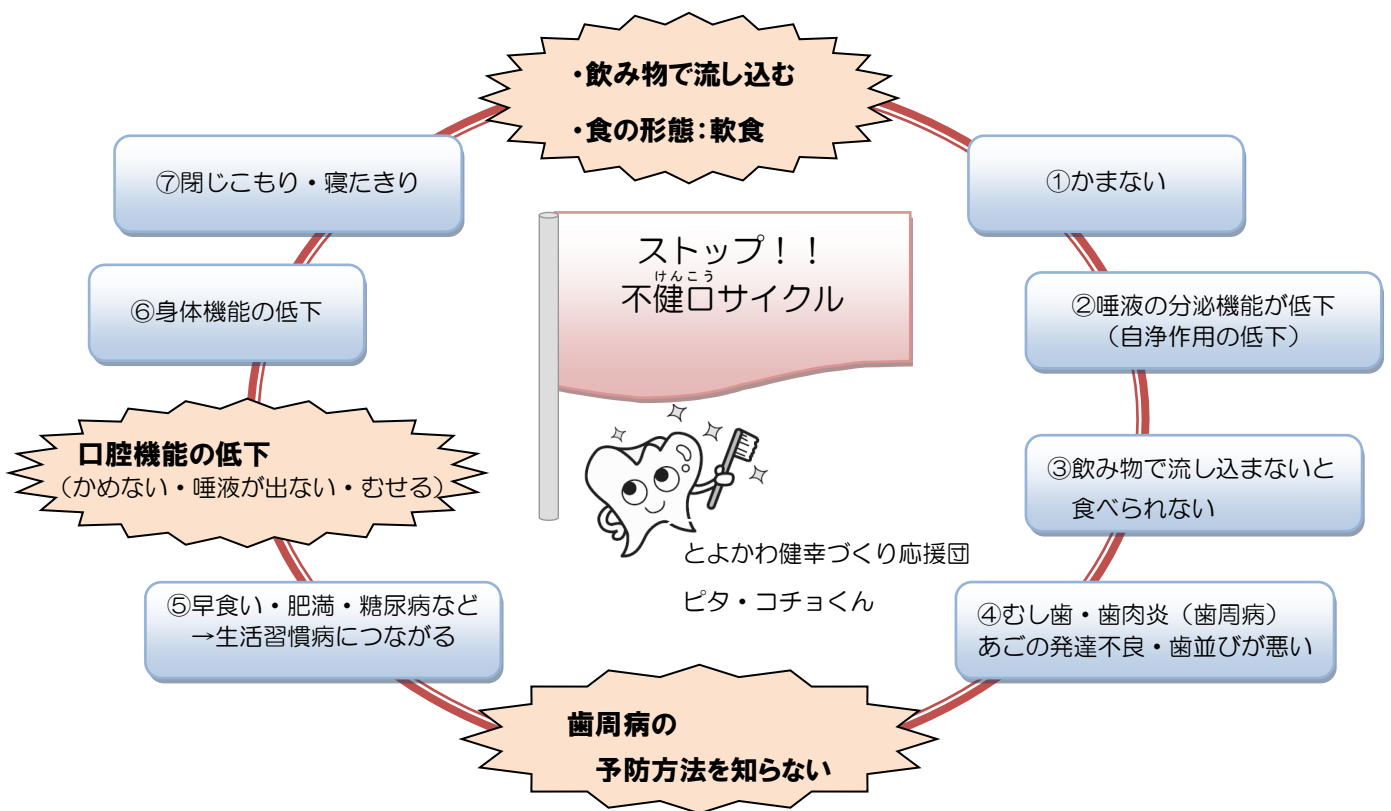 ・飲み物で流し込む
・食の形態：軟食
①かまない
②唾液の分泌機能が低下
（自浄作用の低下）
③飲み物で流し込まないと
食べられない
④むし歯・歯肉炎（歯周病）
あごの発達不良・歯並びが悪い
歯周病の
予防方法を知らない
⑤早食い・肥満・糖尿病など
→生活習慣病につながる
口腔機能の低下
（かめない・唾液が出ない・むせる）
⑥身体機能の低下
⑦閉じこもり・寝たきり
ストップ！！
けんこう
不健口サイクル
とよかわ健幸づくり応援団
ピタ・コチョくん